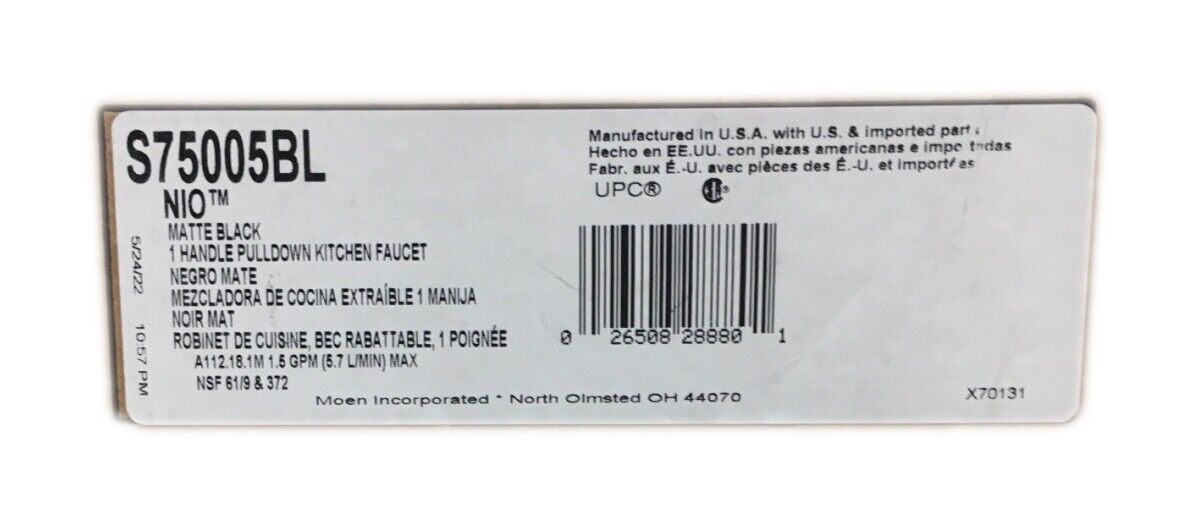 S75005BL
NIO™
MATTE BLACK
1 HANDLE PULLDOWN KITCHEN FAUCET
NEGRO MATE
MEZCLADORA DE COCINA EXTRAÍBLE 1 MANIJA
NOIR MAT
ROBINET DE CUISINE, BEC RABATTABLE, 1 POIGNÉE
A112.18.1M 1.5 GPM (5.7 L/MIN) MAX
NSF 61/9 & 372
5/24/22 10:57 PM
Manufactured in U.S.A. with U.S. & imported
Hecho en EE.UU. con piezas americanas e
Fabr. aux É.-U. avec pièces des É.-U. et
UPC®
0 26508 28880 1
Moen Incorporated * North Olmsted OH 44070
X70131